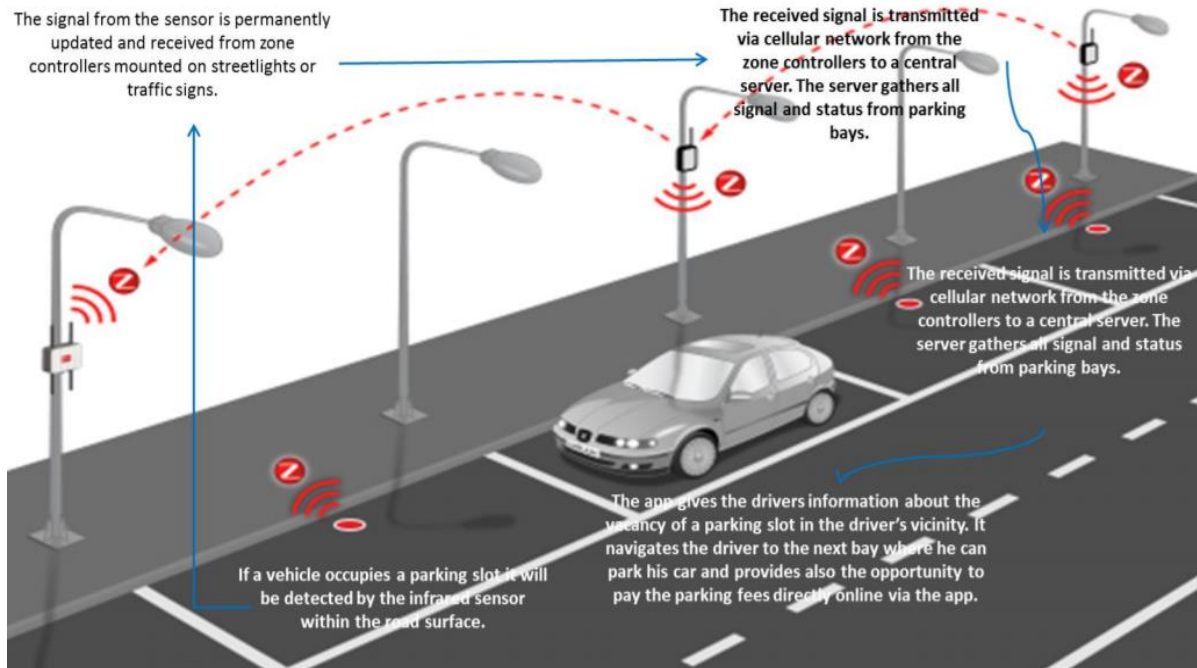 The signal from the sensor is permanently
updated and received from zone
controllers mounted on streetlights or
traffic signs.
The received signal is transmitted
via cellular network from the
zone controllers to a central
server. The server gathers all
signal and status from parking
bays.
Z
Z
Z
Z
Z
Z
The received signal is transmitted via
cellular network from the zone
controllers to a central server. The
server gathers all signal and status
from parking bays.
The app gives the drivers information about the
vacancy of a parking slot in the driver's vicinity. It
navigates the driver to the next bay where he can
park his car and provides also the opportunity to
pay the parking fees directly online via the app.
If a vehicle occupies a parking slot it will
be detected by the infrared sensor
within the road surface.